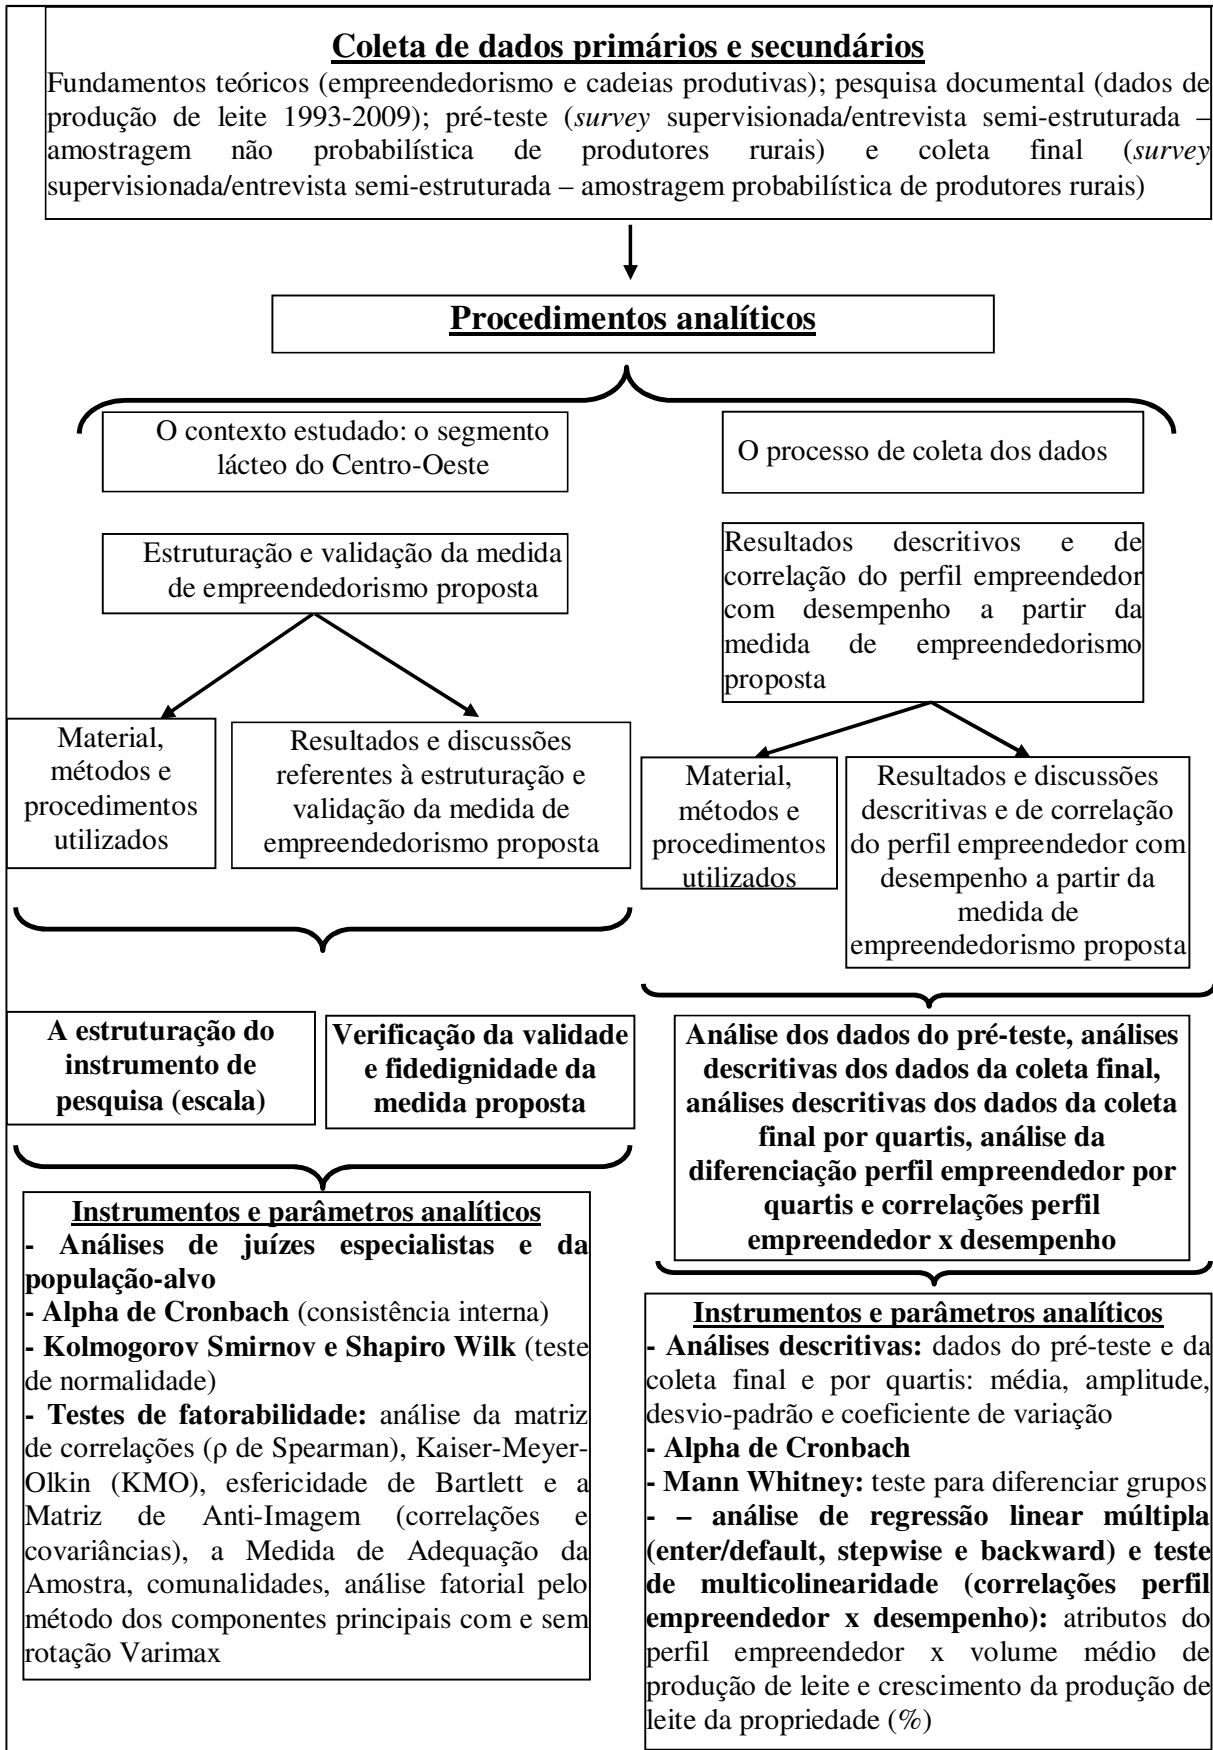 Coleta de dados primários e secundários
Fundamentos teóricos (empreendedorismo e cadeias produtivas); pesquisa documental (dados de
produção de leite 1993-2009); pré-teste (survey supervisionada/entrevista semi-estruturada –
amostragem não probabilística de produtores rurais) e coleta final (survey
supervisionada/entrevista semi-estruturada – amostragem probabilística de produtores rurais)
Procedimentos analíticos
O contexto estudado: o segmento
lácteo do Centro-Oeste
O processo de coleta dos dados
Estruturação e validação da medida
de empreendedorismo proposta
Resultados descritivos e de
correlação do perfil empreendedor
com desempenho a partir da
medida de empreendedorismo
proposta
Material,
métodos e
procedimentos
utilizados
Resultados e discussões
referentes à estruturação e
validação da medida de
empreendedorismo proposta
Material,
métodos e
procedimentos
utilizados
Resultados e discussões
descritivas e de correlação
do perfil empreendedor com
desempenho a partir da
medida de
empreendedorismo proposta
A estruturação do
instrumento de
pesquisa (escala)
Verificação da validade
e fidedignidade da
medida proposta
Análise dos dados do pré-teste, análises
descritivas dos dados da coleta final,
análises descritivas dos dados da coleta
final por quartis, análise da
diferenciação perfil empreendedor por
quartis e correlações perfil
empreendedor x desempenho
Instrumentos e parâmetros analíticos
- Análises de juízes especialistas e da
população-alvo
- Alpha de Cronbach (consistência interna)
- Kolmogorov Smirnov e Shapiro Wilk (teste
de normalidade)
- Testes de fatorabilidade: análise da matriz
de correlações (ρ de Spearman), Kaiser-Meyer-
Olkin (KMO), esfericidade de Bartlett e a
Matriz de Anti-Imagem (correlações e
covariâncias), a Medida de Adequação da
Amostra, comunalidades, análise fatorial pelo
método dos componentes principais com e sem
rotação Varimax
Instrumentos e parâmetros analíticos
- Análises descritivas: dados do pré-teste e da
coleta final e por quartis: média, amplitude,
desvio-padrão e coeficiente de variação
- Alpha de Cronbach
- Mann Whitney: teste para diferenciar grupos
- – análise de regressão linear múltipla
(enter/default, stepwise e backward) e teste
de multicolinearidade (correlações perfil
empreendedor x desempenho): atributos do
perfil empreendedor x volume médio de
produção de leite e crescimento da produção de
leite da propriedade (%)